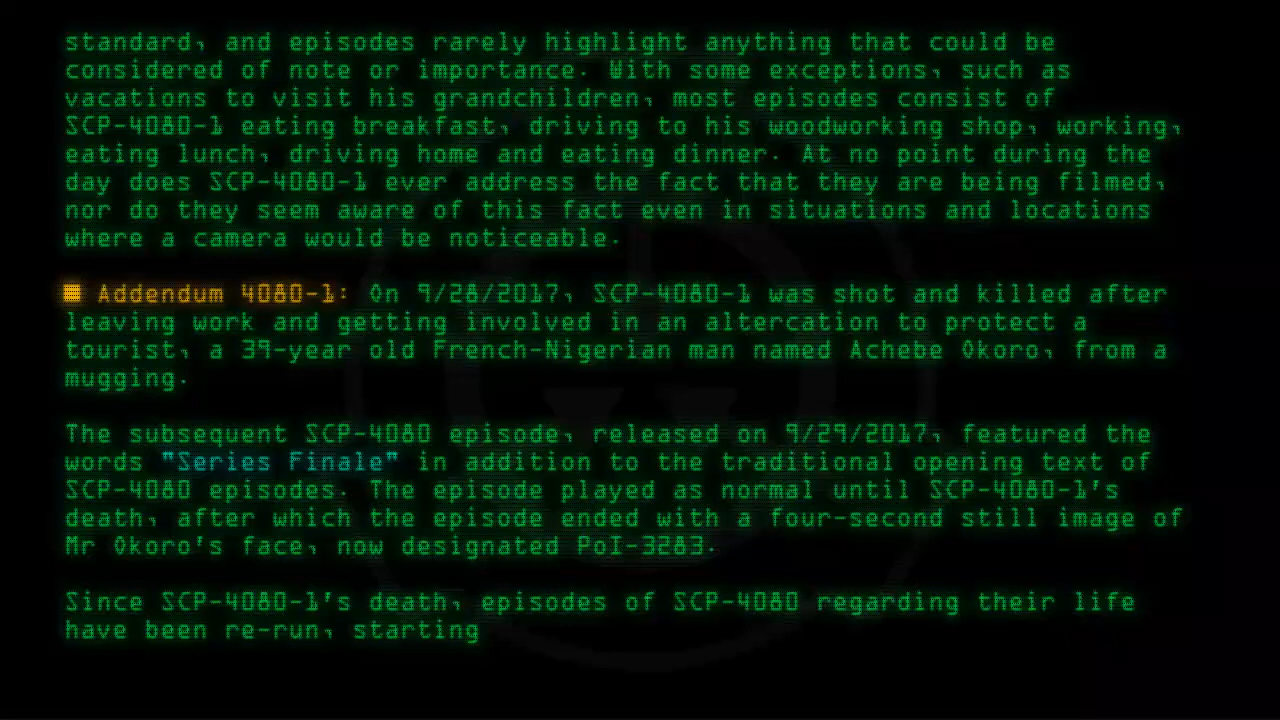 standard, and episodes rarely highlight anything that could be
considered of note or importance. With some exceptions, such as
vacations to visit his grandchildren, most episodes consist of
SCP-4080-1 eating breakfast, driving to his woodworking shop, working,
eating lunch, driving home and eating dinner. At no point during the
day does SCP-4080-1 ever address the fact that they are being filmed,
nor do they seem aware of this fact even in situations and locations
where a camera would be noticeable.
Addendum 4080-1: On 9/28/2017, SCP-4080-1 was shot and killed after
leaving work and getting involved in an altercation to protect a
tourist, a 39-year old French-Nigerian man named Achebe Okoro, from a
mugging.
The subsequent SCP-4080 episode, released on 9/29/2017, featured the
words "Series Finale" in addition to the traditional opening text of
SCP-4080 episodes. The episode played as normal until SCP-4080-1's
death, after which the episode ended with a four-second still image of
Mr Okoro's face, now designated PoI-3283.
Since SCP-4080-1's death, episodes of SCP-4080 regarding their life
have been re-run, starting